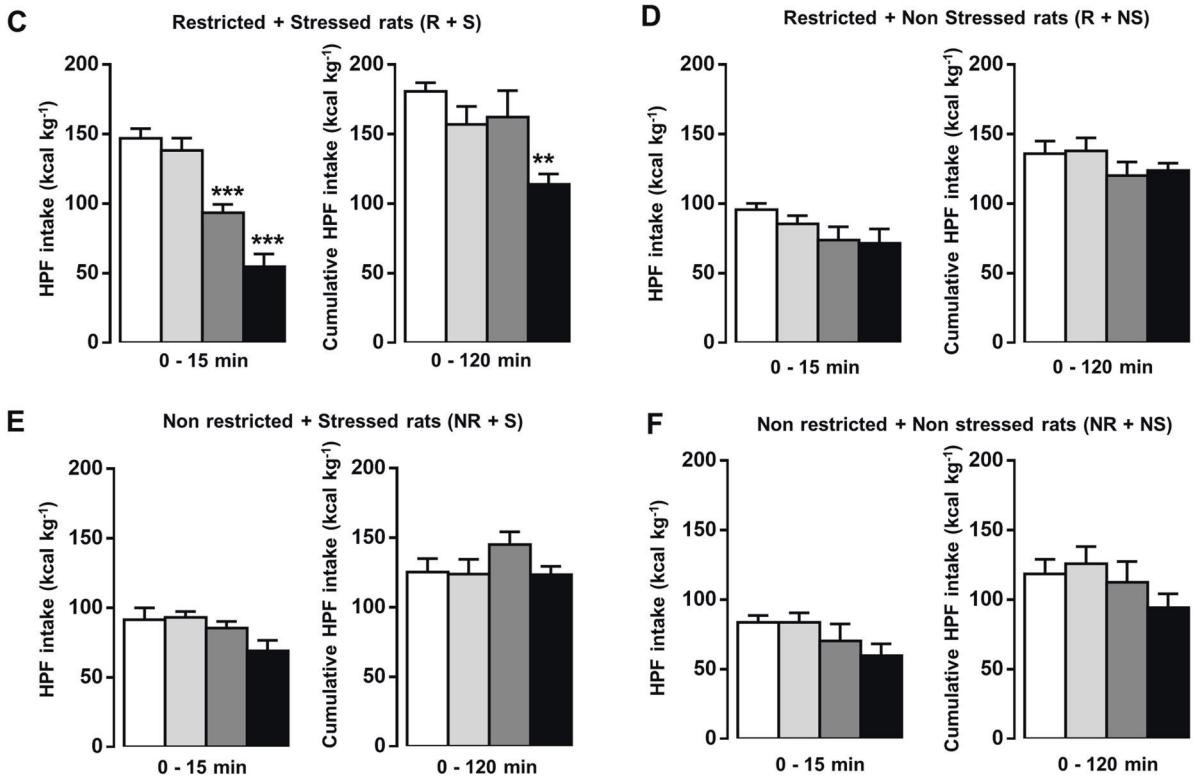 C
Restricted + Stressed rats (R + S)
HPF intake (kcal kg⁻¹)
200
150
100
50
0
***
***
0 - 15 min
Cumulative HPF intake (kcal kg⁻¹)
200
150
100
50
0
**
0 - 120 min
D
Restricted + Non Stressed rats (R + NS)
HPF intake (kcal kg⁻¹)
200
150
100
50
0
0 - 15 min
Cumulative HPF intake (kcal kg⁻¹)
200
150
100
50
0
0 - 120 min
E
Non restricted + Stressed rats (NR + S)
HPF intake (kcal kg⁻¹)
200
150
100
50
0
0 - 15 min
Cumulative HPF intake (kcal kg⁻¹)
200
150
100
50
0
0 - 120 min
F
Non restricted + Non stressed rats (NR + NS)
HPF intake (kcal kg⁻¹)
200
150
100
50
0
0 - 15 min
Cumulative HPF intake (kcal kg⁻¹)
200
150
100
50
0
0 - 120 min